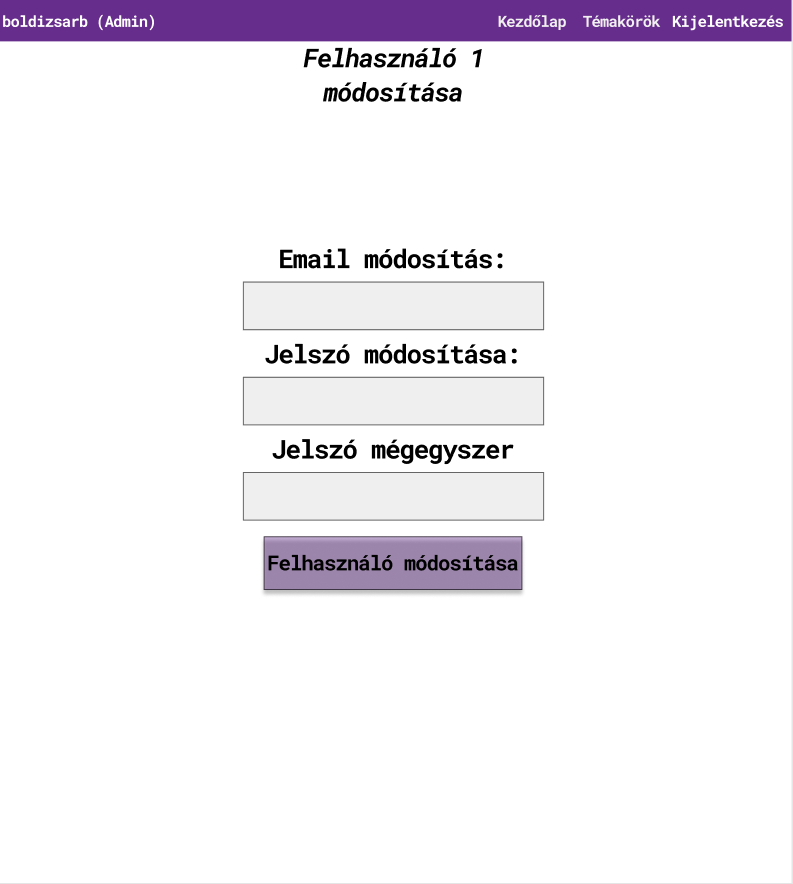 boldizsarb (Admin) Kezdőlap Témakörök Kijelentkezés
Felhasználó 1
módosítása
Email módosítás:
Jelszó módosítása:
Jelszó mégegyszer
Felhasználó módosítása